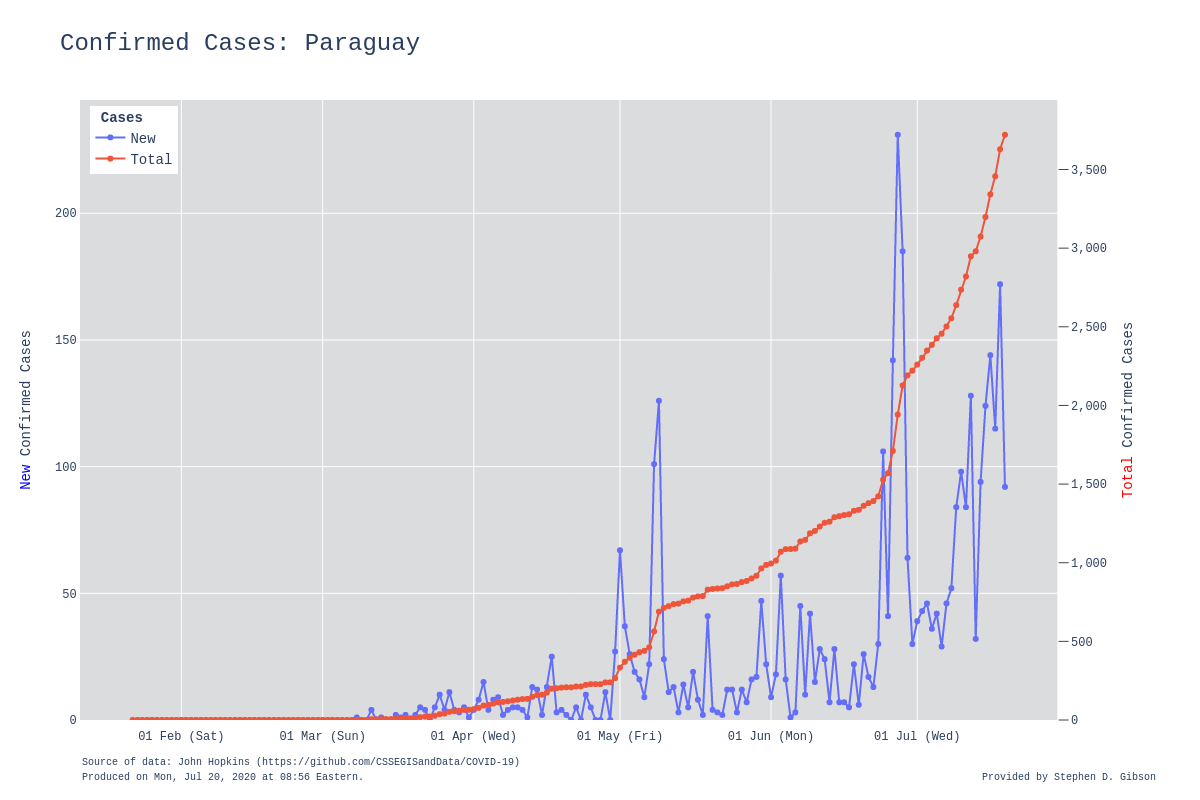 Confirmed Cases: Paraguay
Cases
New
Total
200
150
100
50
0
3,500
3,000
2,500
2,000
1,500
1,000
500
0
New Confirmed Cases
Total Confirmed Cases
01 Feb (Sat)
01 Mar (Sun)
01 Apr (Wed)
01 May (Fri)
01 Jun (Mon)
01 Jul (Wed)
Source of data: John Hopkins (https://github.com/CSSEGISandData/COVID-19)
Produced on Mon, Jul 20, 2020 at 08:56 Eastern.
Provided by Stephen D. Gibson